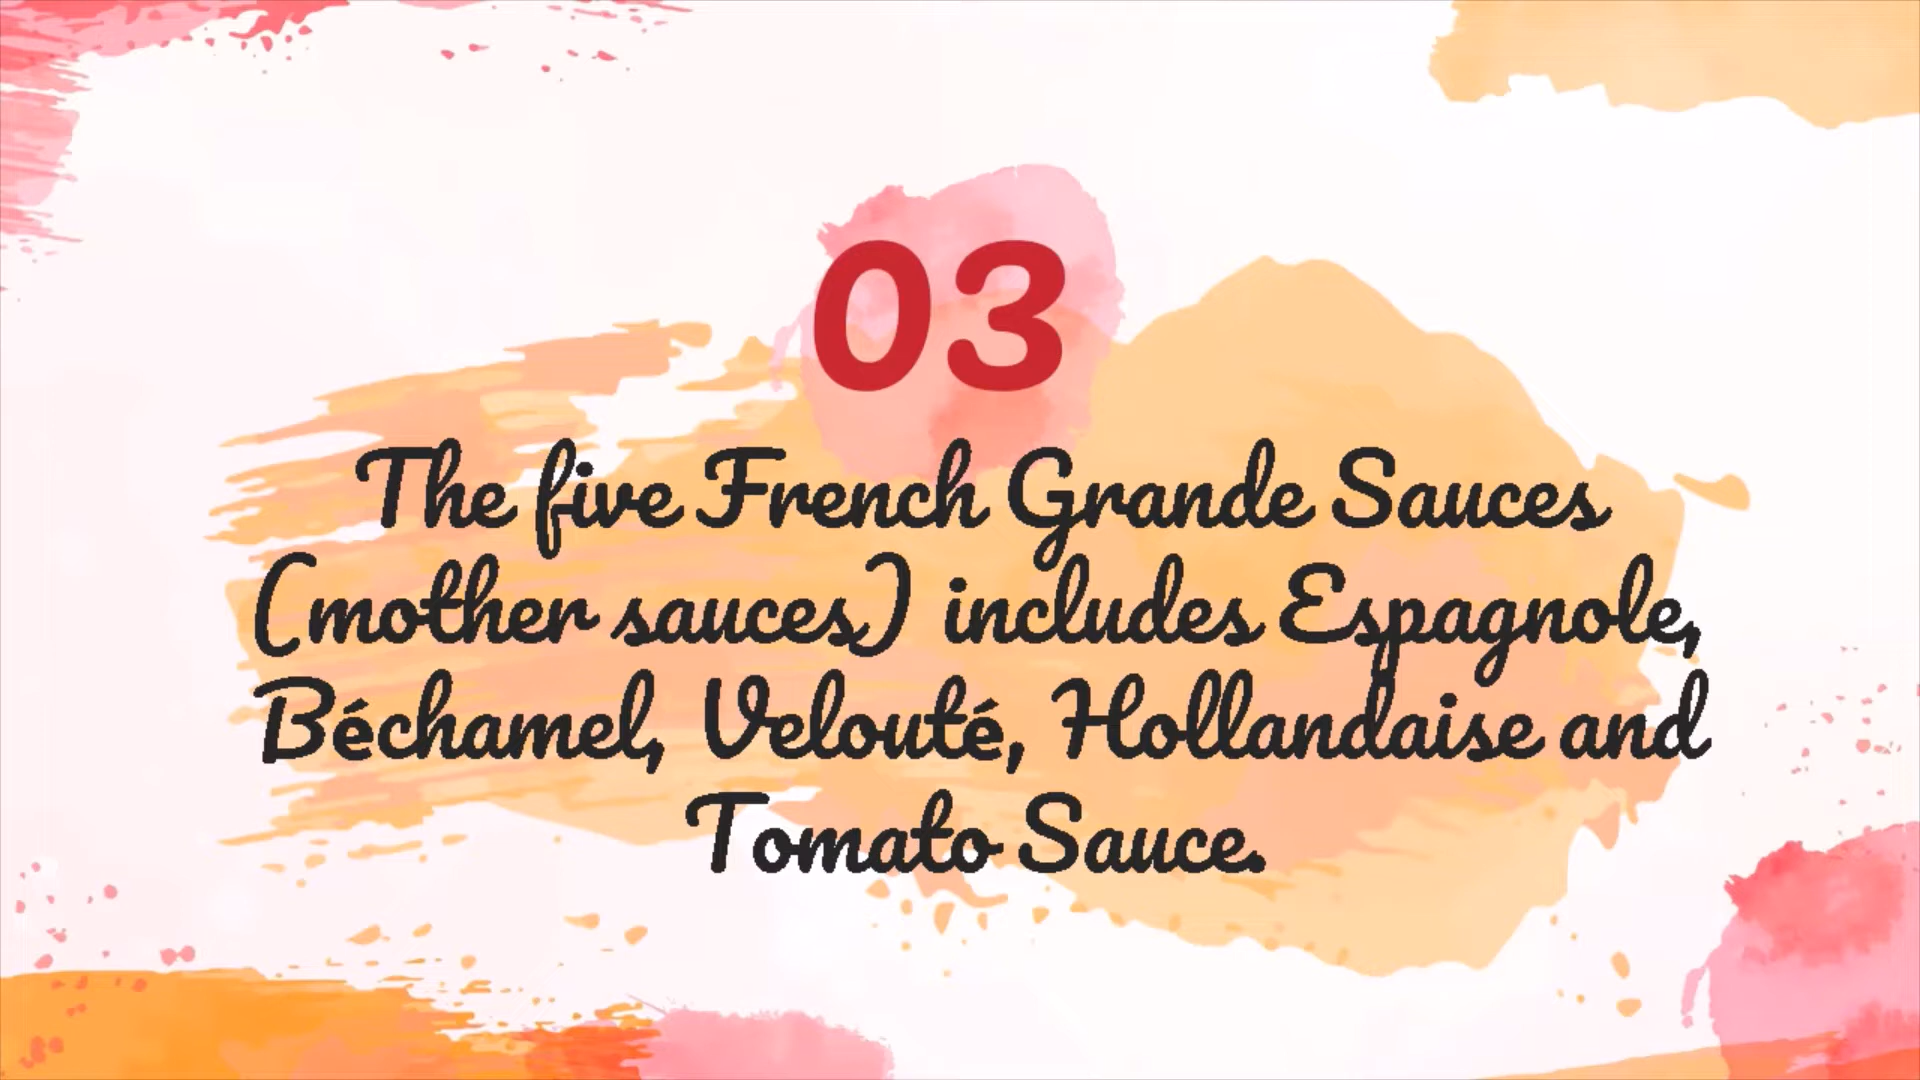 03
The five French Grande Sauces
(mother sauces) includes Espagnole,
Béchamel, Velouté, Hollandaise and
Tomato Sauce.